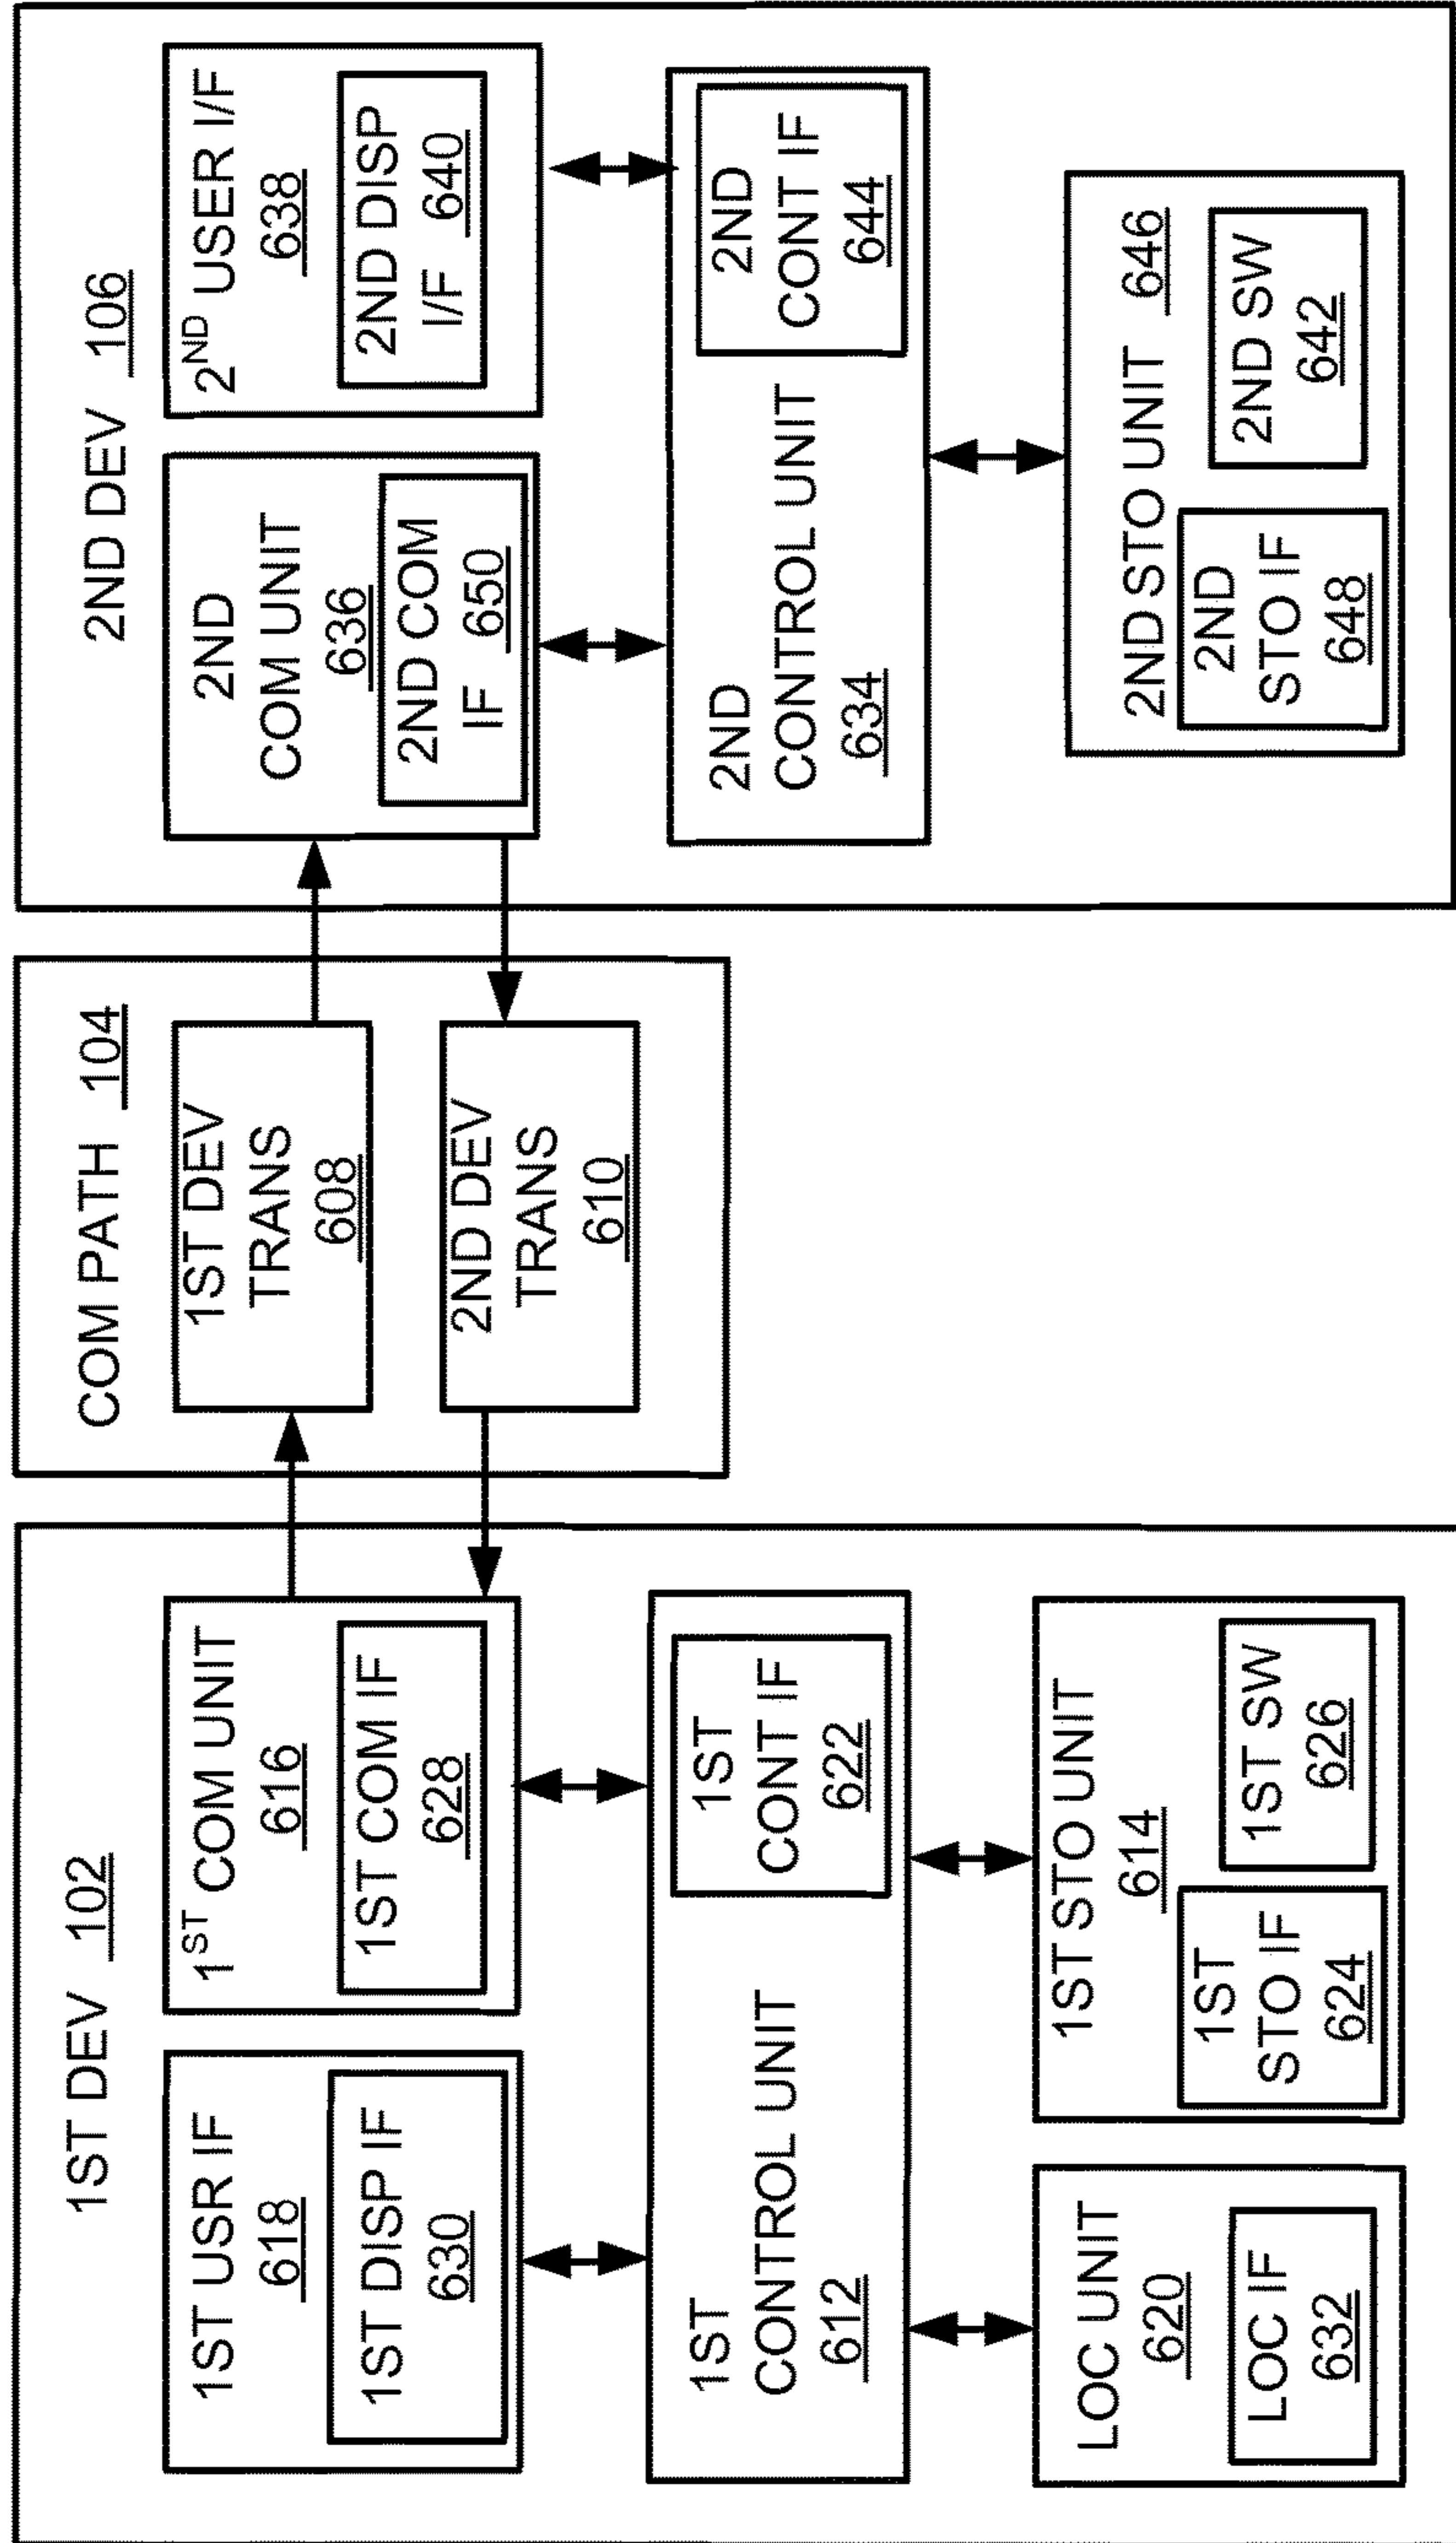 1ST DEV 102
1ST USR IF
618
1ST DISP IF
630
1ST COM UNIT
616
1ST COM IF
628
1ST
CONTROL UNIT
612
1ST
CONT IF
622
LOC UNIT
620
LOC IF
632
1ST STO UNIT
614
1ST
STO IF
624
1ST SW
626
COM PATH 104
1ST DEV
TRANS
608
2ND DEV
TRANS
610
2ND DEV 106
2ND
COM UNIT
636
2ND COM
IF 650
2ND USER I/F
638
2ND DISP
I/F 640
2ND
CONTROL UNIT
634
2ND
CONT IF
644
2ND STO UNIT 646
2ND
STO IF
648
2ND SW
642